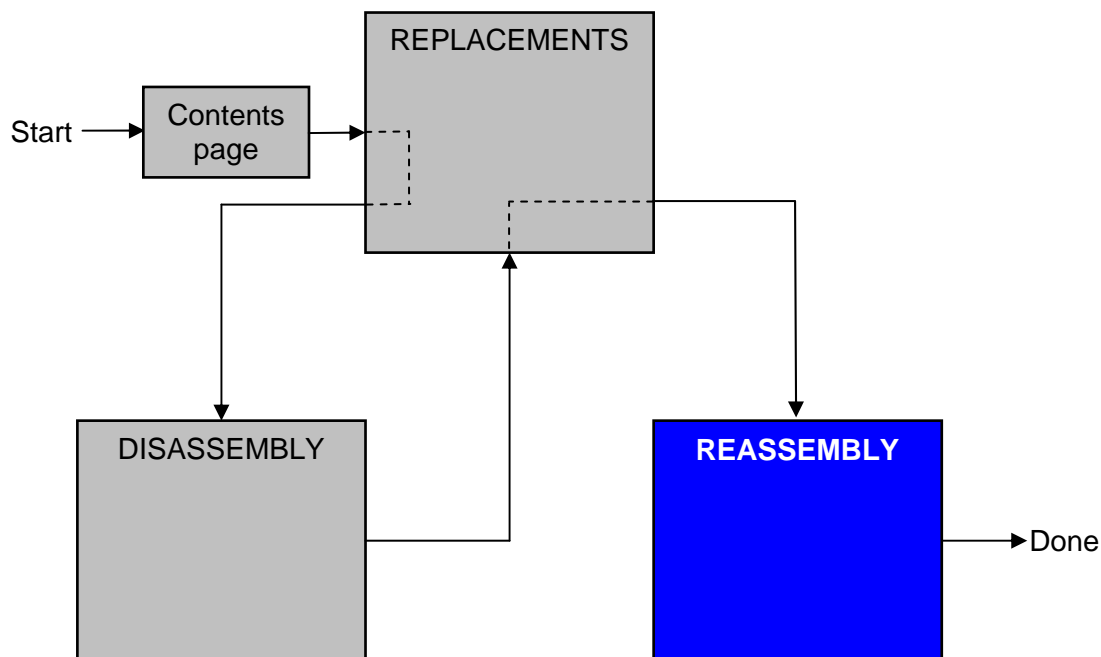 REPLACEMENTS
Start
Contents
page
DISASSEMBLY
REASSEMBLY
Done